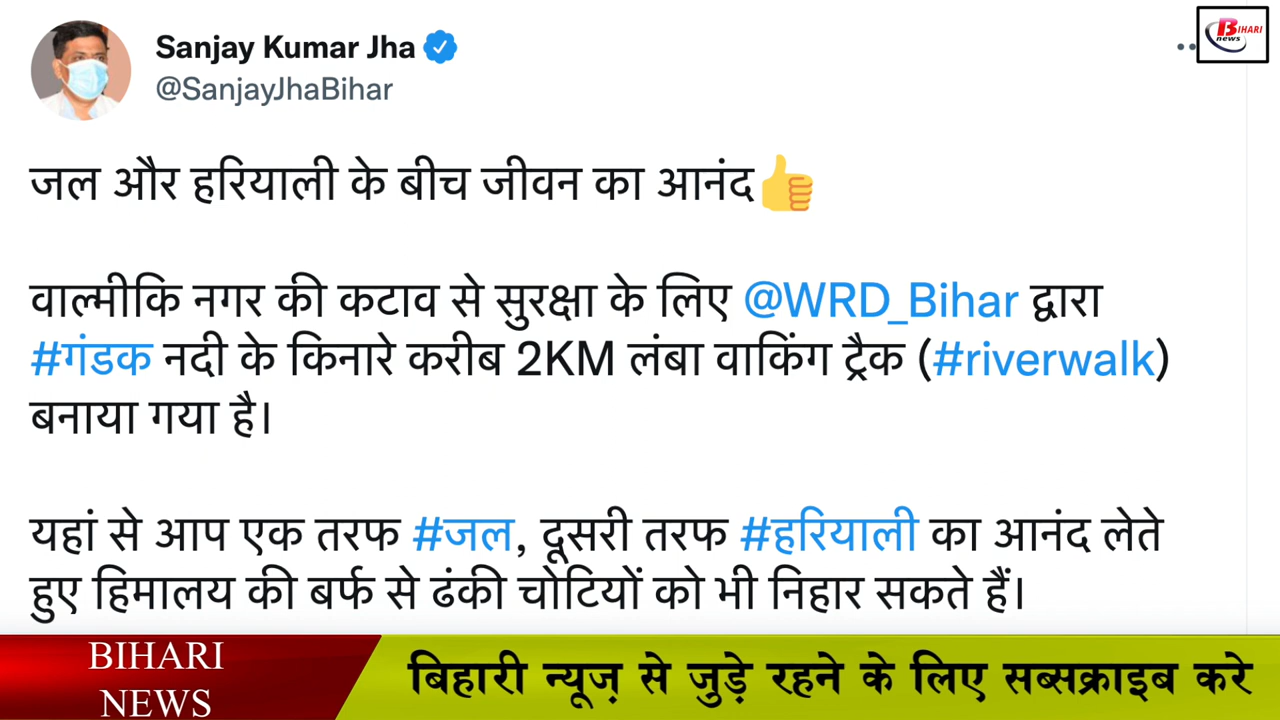 Sanjay Kumar Jha
@SanjayJhaBihar
BIHARI
news
जल और हरियाली के बीच जीवन का आनंद👍
वाल्मीकि नगर की कटाव से सुरक्षा के लिए @WRD_Bihar द्वारा
#गंडक नदी के किनारे करीब 2KM लंबा वाकिंग ट्रैक (#riverwalk)
बनाया गया है।
यहां से आप एक तरफ #जल, दूसरी तरफ #हरियाली का आनंद लेते
हुए हिमालय की बर्फ से ढंकी चोटियों को भी निहार सकते हैं।
BIHARI
NEWS
बिहारी न्यूज़ से जुड़े रहने के लिए सब्सक्राइब करे